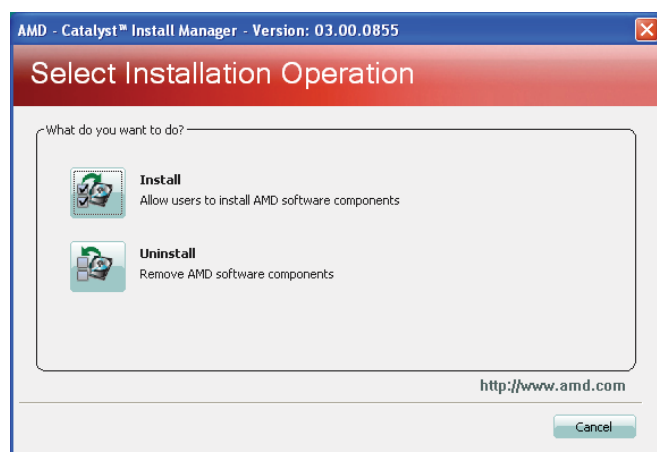 AMD - Catalyst™ Install Manager - Version: 03.00.0855
Select Installation Operation
What do you want to do?
Install
Allow users to install AMD software components
Uninstall
Remove AMD software components
http://www.amd.com
Cancel